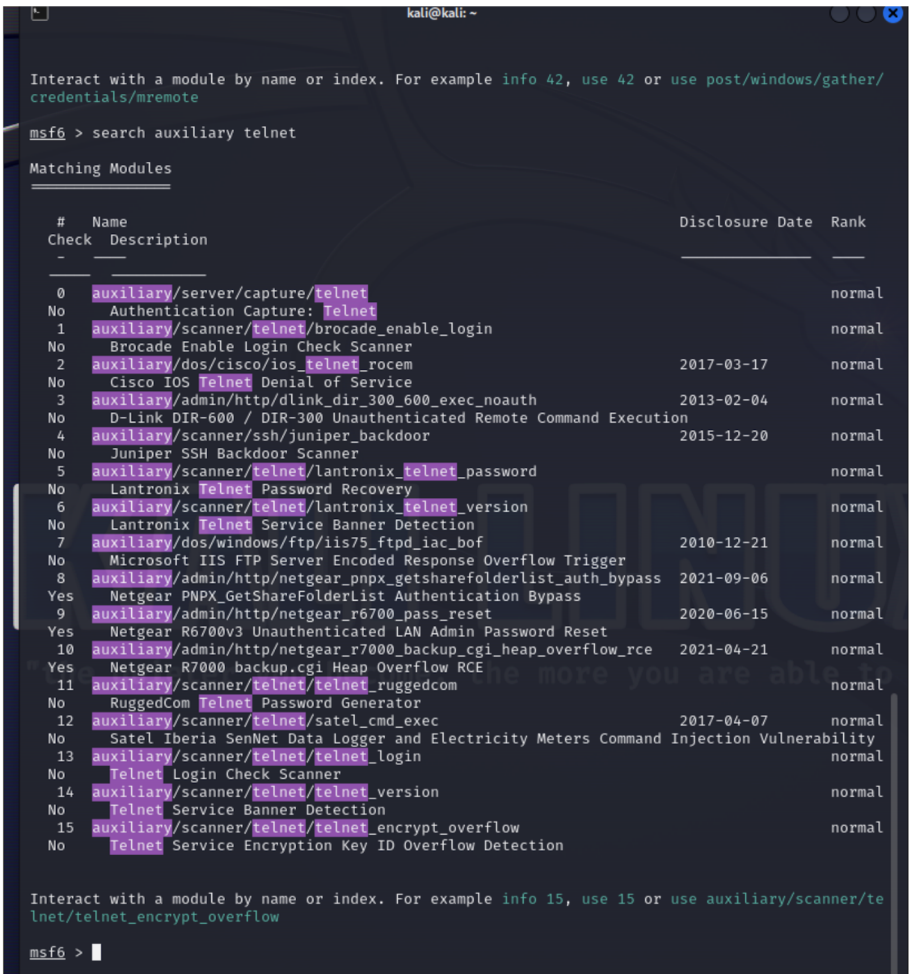 kali@kali: ~
Interact with a module by name or index. For example info 42, use 42 or use post/windows/gather/
credentials/mremote
msf6 > search auxiliary telnet
Matching Modules
================
#   Name   Disclosure Date   Rank
Check   Description
-   ----   ---------------   ----
-----   -----------
0   auxiliary/server/capture/telnet   normal
No   Authentication Capture: Telnet
1   auxiliary/scanner/telnet/brocade_enable_login   normal
No   Brocade Enable Login Check Scanner
2   auxiliary/dos/cisco/ios_telnet_rocem   2017-03-17   normal
No   Cisco IOS Telnet Denial of Service
3   auxiliary/admin/http/dlink_dir_300_600_exec_noauth   2013-02-04   normal
No   D-Link DIR-600 / DIR-300 Unauthenticated Remote Command Execution
4   auxiliary/scanner/ssh/juniper_backdoor   2015-12-20   normal
No   Juniper SSH Backdoor Scanner
5   auxiliary/scanner/telnet/lantronix_telnet_password   normal
No   Lantronix Telnet Password Recovery
6   auxiliary/scanner/telnet/lantronix_telnet_version   normal
No   Lantronix Telnet Service Banner Detection
7   auxiliary/dos/windows/ftp/iis75_ftpd_iac_bof   2010-12-21   normal
No   Microsoft IIS FTP Server Encoded Response Overflow Trigger
8   auxiliary/admin/http/netgear_pnpx_getsharefolderlist_auth_bypass   2021-09-06   normal
Yes   Netgear PNPX_GetShareFolderList Authentication Bypass
9   auxiliary/admin/http/netgear_r6700_pass_reset   2020-06-15   normal
Yes   Netgear R6700v3 Unauthenticated LAN Admin Password Reset
10   auxiliary/admin/http/netgear_r7000_backup_cgi_heap_overflow_rce   2021-04-21   normal
Yes   Netgear R7000 backup.cgi Heap Overflow RCE
11   auxiliary/scanner/telnet/telnet_ruggedcom   normal
No   RuggedCom Telnet Password Generator
12   auxiliary/scanner/telnet/satel_cmd_exec   2017-04-07   normal
No   Satel Iberia SenNet Data Logger and Electricity Meters Command Injection Vulnerability
13   auxiliary/scanner/telnet/telnet_login   normal
No   Telnet Login Check Scanner
14   auxiliary/scanner/telnet/telnet_version   normal
No   Telnet Service Banner Detection
15   auxiliary/scanner/telnet/telnet_encrypt_overflow   normal
No   Telnet Service Encryption Key ID Overflow Detection
Interact with a module by name or index. For example info 15, use 15 or use auxiliary/scanner/te
lnet/telnet_encrypt_overflow
msf6 >